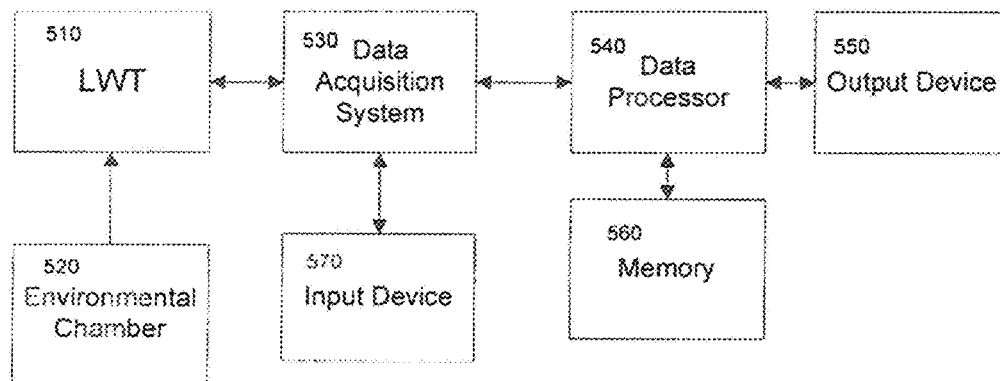 510
LWT
530
Data
Acquisition
System
540
Data
Processor
550
Output Device
520
Environmental
Chamber
570
Input Device
560
Memory